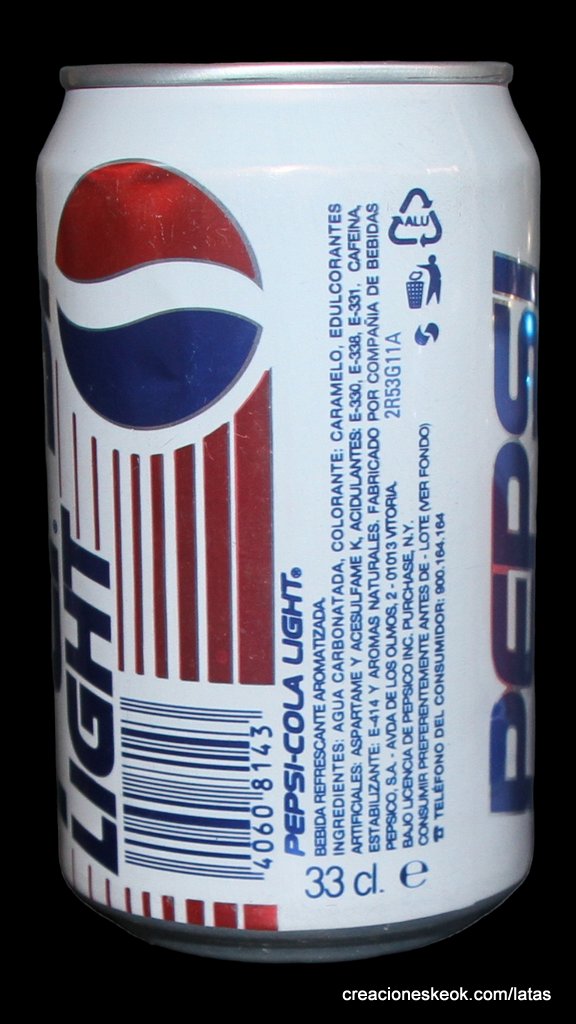 LIGHT
4060 8143
PEPSI-COLA LIGHT®
BEBIDA REFRESCANTE AROMATIZADA.
INGREDIENTES: AGUA CARBONATADA, COLORANTE: CARAMELO, EDULCORANTES
ARTIFICIALES: ASPARTAME Y ACESULFAME K, ACIDULANTES: E-330, E-338, E-331, CAFEINA,
ESTABILIZANTE: E-414 Y AROMAS NATURALES. FABRICADO POR COMPAÑIA DE BEBIDAS
PEPSICO, S.A. - AVDA DE LOS OLMOS, 2 - 01013 VITORIA. 2R53G11A
BAJO LICENCIA DE PEPSICO INC. PURCHASE, N.Y.
CONSUMIR PREFERENTEMENTE ANTES DE - LOTE (VER FONDO)
☎ TELÉFONO DEL CONSUMIDOR: 900.164.164
33 cl. e
ALU
PEPSI
creacioneskeok.com/latas